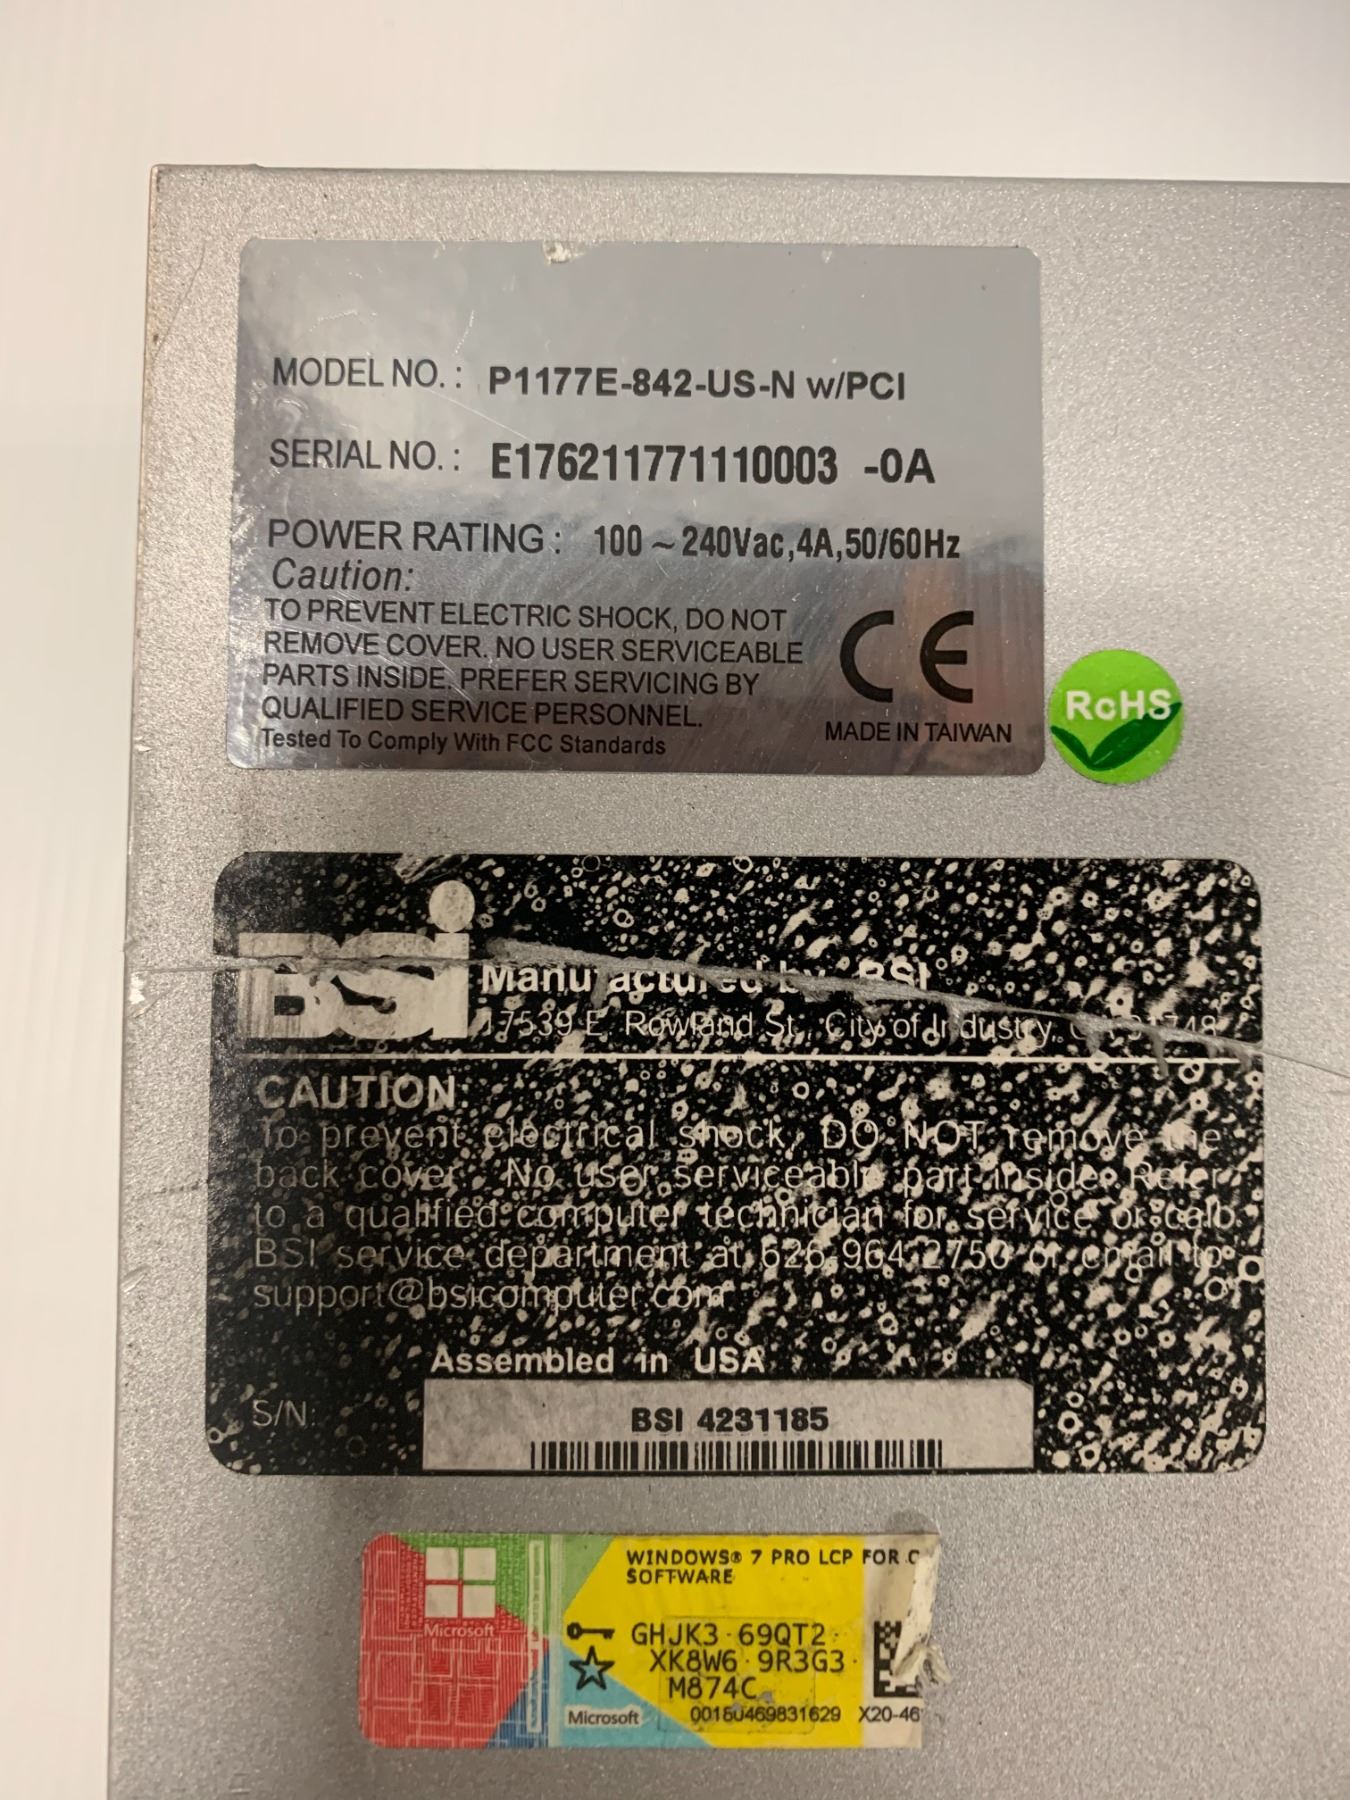 MODEL NO. : P1177E-842-US-N w/PCI
SERIAL NO. : E176211771110003 -0A
POWER RATING : 100 ~ 240Vac,4A,50/60Hz
Caution:
TO PREVENT ELECTRIC SHOCK, DO NOT
REMOVE COVER. NO USER SERVICEABLE
PARTS INSIDE. PREFER SERVICING BY
QUALIFIED SERVICE PERSONNEL.
Tested To Comply With FCC Standards
CE
MADE IN TAIWAN
RoHS
BSi
Manufactured by BSI
17539 E. Rowland St., City of Industry, CA 91748
CAUTION:
To prevent electrical shock, DO NOT remove the
back cover. No user serviceable part inside. Refer
to a qualified computer technician for service or call
BSI service department at 626.964.2750 or email to
support@bsicomputer.com
Assembled in USA
S/N:
BSI 4231185
WINDOWS® 7 PRO LCP FOR
SOFTWARE
Microsoft
GHJK3 69QT2
XK8W6 9R3G3
M874C
Microsoft 00180469831629 X20-46